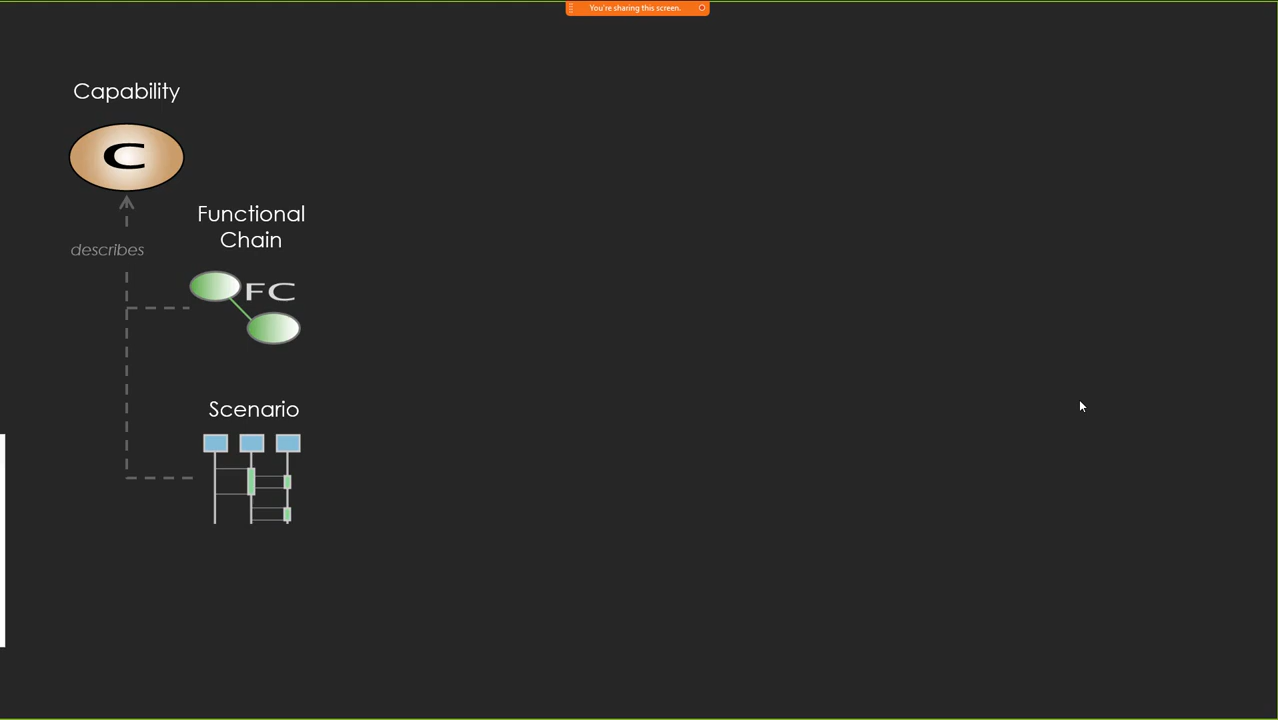 You're sharing this screen.
Capability
C
Functional
Chain
describes
FC
Scenario